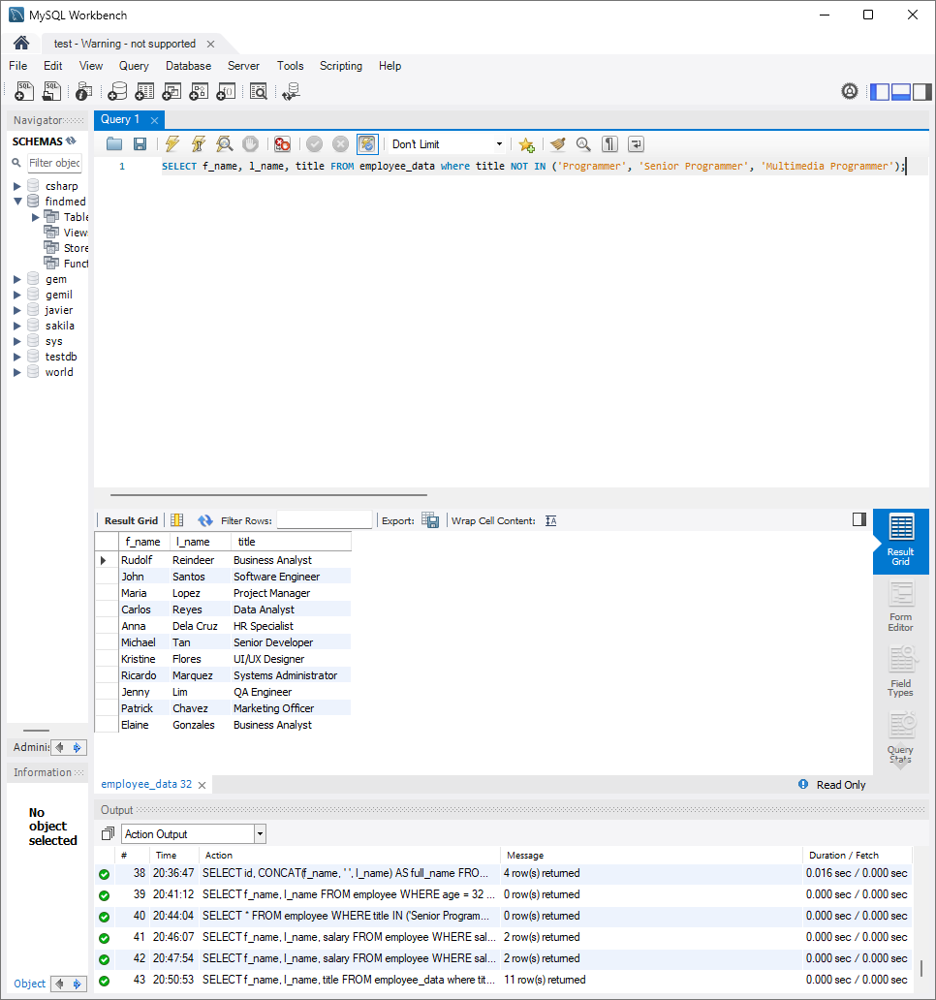 MySQL Workbench
test - Warning - not supported
File Edit View Query Database Server Tools Scripting Help
Navigator
SCHEMAS
Filter objec
csharp
findmed
Table
Views
Store
Funct
gem
gemil
javier
sakila
sys
testdb
world
Adminis
Information
No
object
selected
Object
Query 1
Don't Limit
1 SELECT f_name, l_name, title FROM employee_data where title NOT IN ('Programmer', 'Senior Programmer', 'Multimedia Programmer');
Result Grid Filter Rows: Export: Wrap Cell Content:
f_name l_name title
Rudolf Reindeer Business Analyst
John Santos Software Engineer
Maria Lopez Project Manager
Carlos Reyes Data Analyst
Anna Dela Cruz HR Specialist
Michael Tan Senior Developer
Kristine Flores UI/UX Designer
Ricardo Marquez Systems Administrator
Jenny Lim QA Engineer
Patrick Chavez Marketing Officer
Elaine Gonzales Business Analyst
Result
Grid
Form
Editor
Field
Types
Query
Stats
employee_data 32
Read Only
Output
Action Output
# Time Action Message Duration / Fetch
38 20:36:47 SELECT id, CONCAT(f_name, ' ', l_name) AS full_name FRO... 4 row(s) returned 0.016 sec / 0.000 sec
39 20:41:12 SELECT f_name, l_name FROM employee WHERE age = 32 ... 0 row(s) returned 0.000 sec / 0.000 sec
40 20:44:04 SELECT * FROM employee WHERE title IN ('Senior Program... 0 row(s) returned 0.000 sec / 0.000 sec
41 20:46:07 SELECT f_name, l_name, salary FROM employee WHERE sal... 2 row(s) returned 0.000 sec / 0.000 sec
42 20:47:54 SELECT f_name, l_name, salary FROM employee WHERE sal... 2 row(s) returned 0.000 sec / 0.000 sec
43 20:50:53 SELECT f_name, l_name, title FROM employee_data where tit... 11 row(s) returned 0.000 sec / 0.000 sec